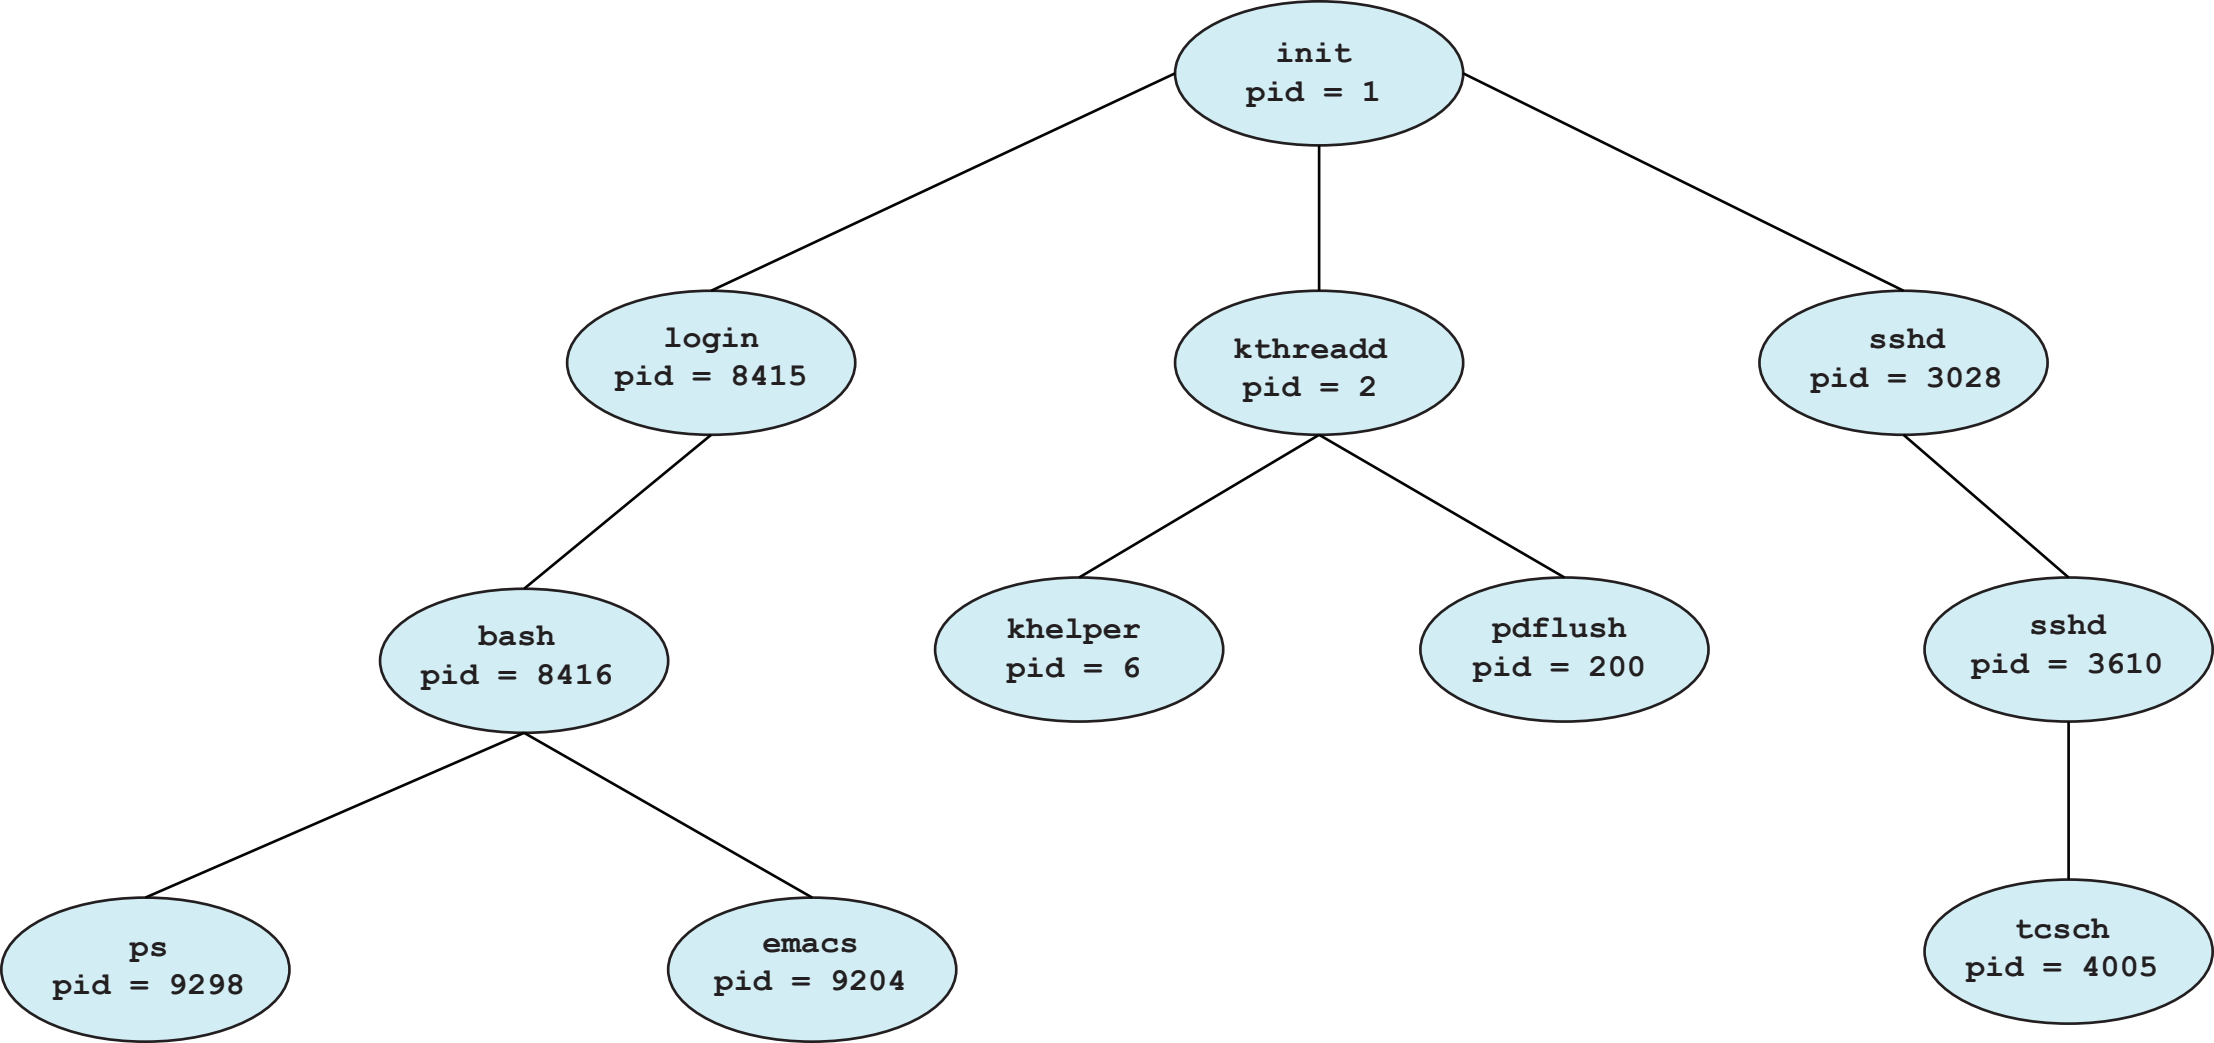 init
pid = 1
login
pid = 8415
kthreadd
pid = 2
sshd
pid = 3028
bash
pid = 8416
khelper
pid = 6
pdflush
pid = 200
sshd
pid = 3610
ps
pid = 9298
emacs
pid = 9204
tcsch
pid = 4005